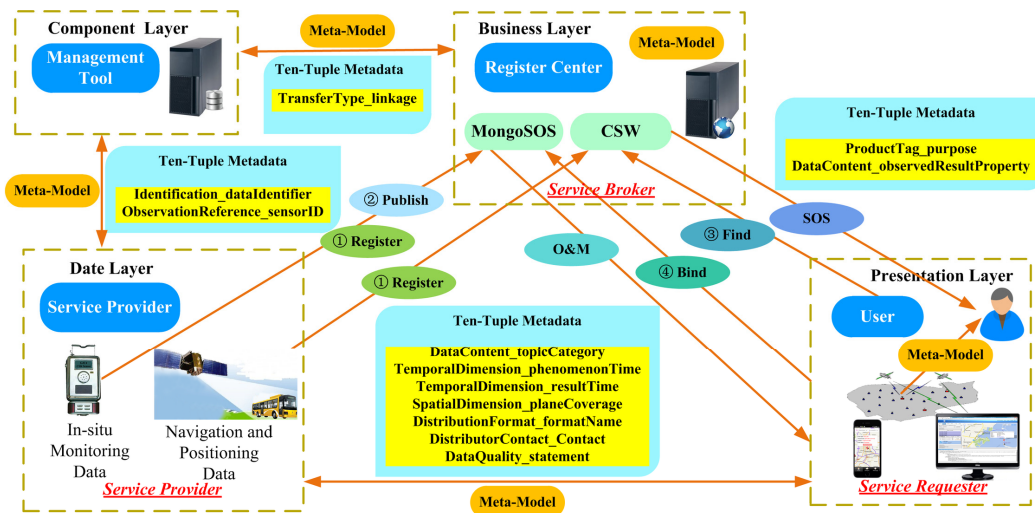 Component Layer
Management
Tool
Meta-Model
Ten-Tuple Metadata
TransferType_linkage
Business Layer
Register Center
Meta-Model
MongoSOS
CSW
Service Broker
Ten-Tuple Metadata
ProductTag_purpose
DataContent_observedResultProperty
Meta-Model
Ten-Tuple Metadata
Identification_dataIdentifier
ObservationReference_sensorID
② Publish
① Register
① Register
O&M
④ Bind
③ Find
SOS
Date Layer
Service Provider
In-situ
Monitoring
Data
Navigation and
Positioning
Data
Service Provider
Ten-Tuple Metadata
DataContent_topicCategory
TemporalDimension_phenomenonTime
TemporalDimension_resultTime
SpatialDimension_planeCoverage
DistributionFormat_formatName
DistributorContact_Contact
DataQuality_statement
Meta-Model
Presentation Layer
User
Meta-Model
Service Requester